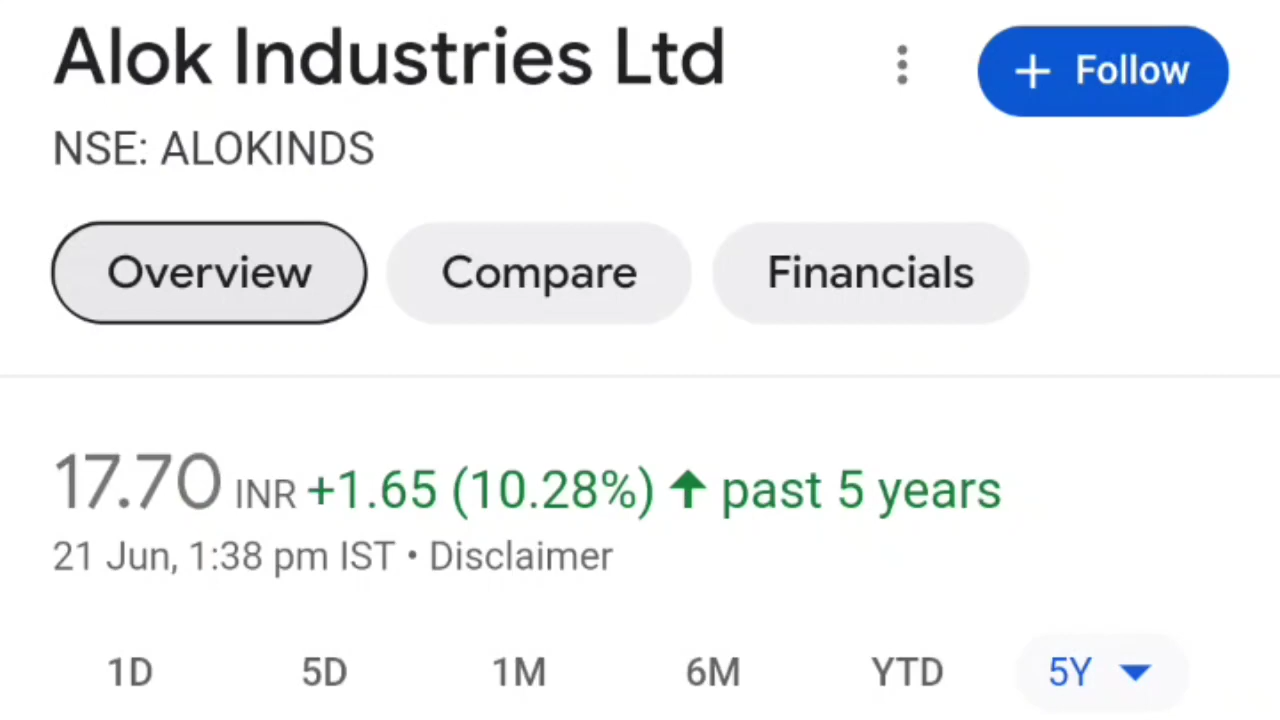 Alok Industries Ltd
+ Follow
NSE: ALOKINDS
Overview Compare Financials
17.70 INR +1.65 (10.28%) ↑ past 5 years
21 Jun, 1:38 pm IST • Disclaimer
1D 5D 1M 6M YTD 5Y